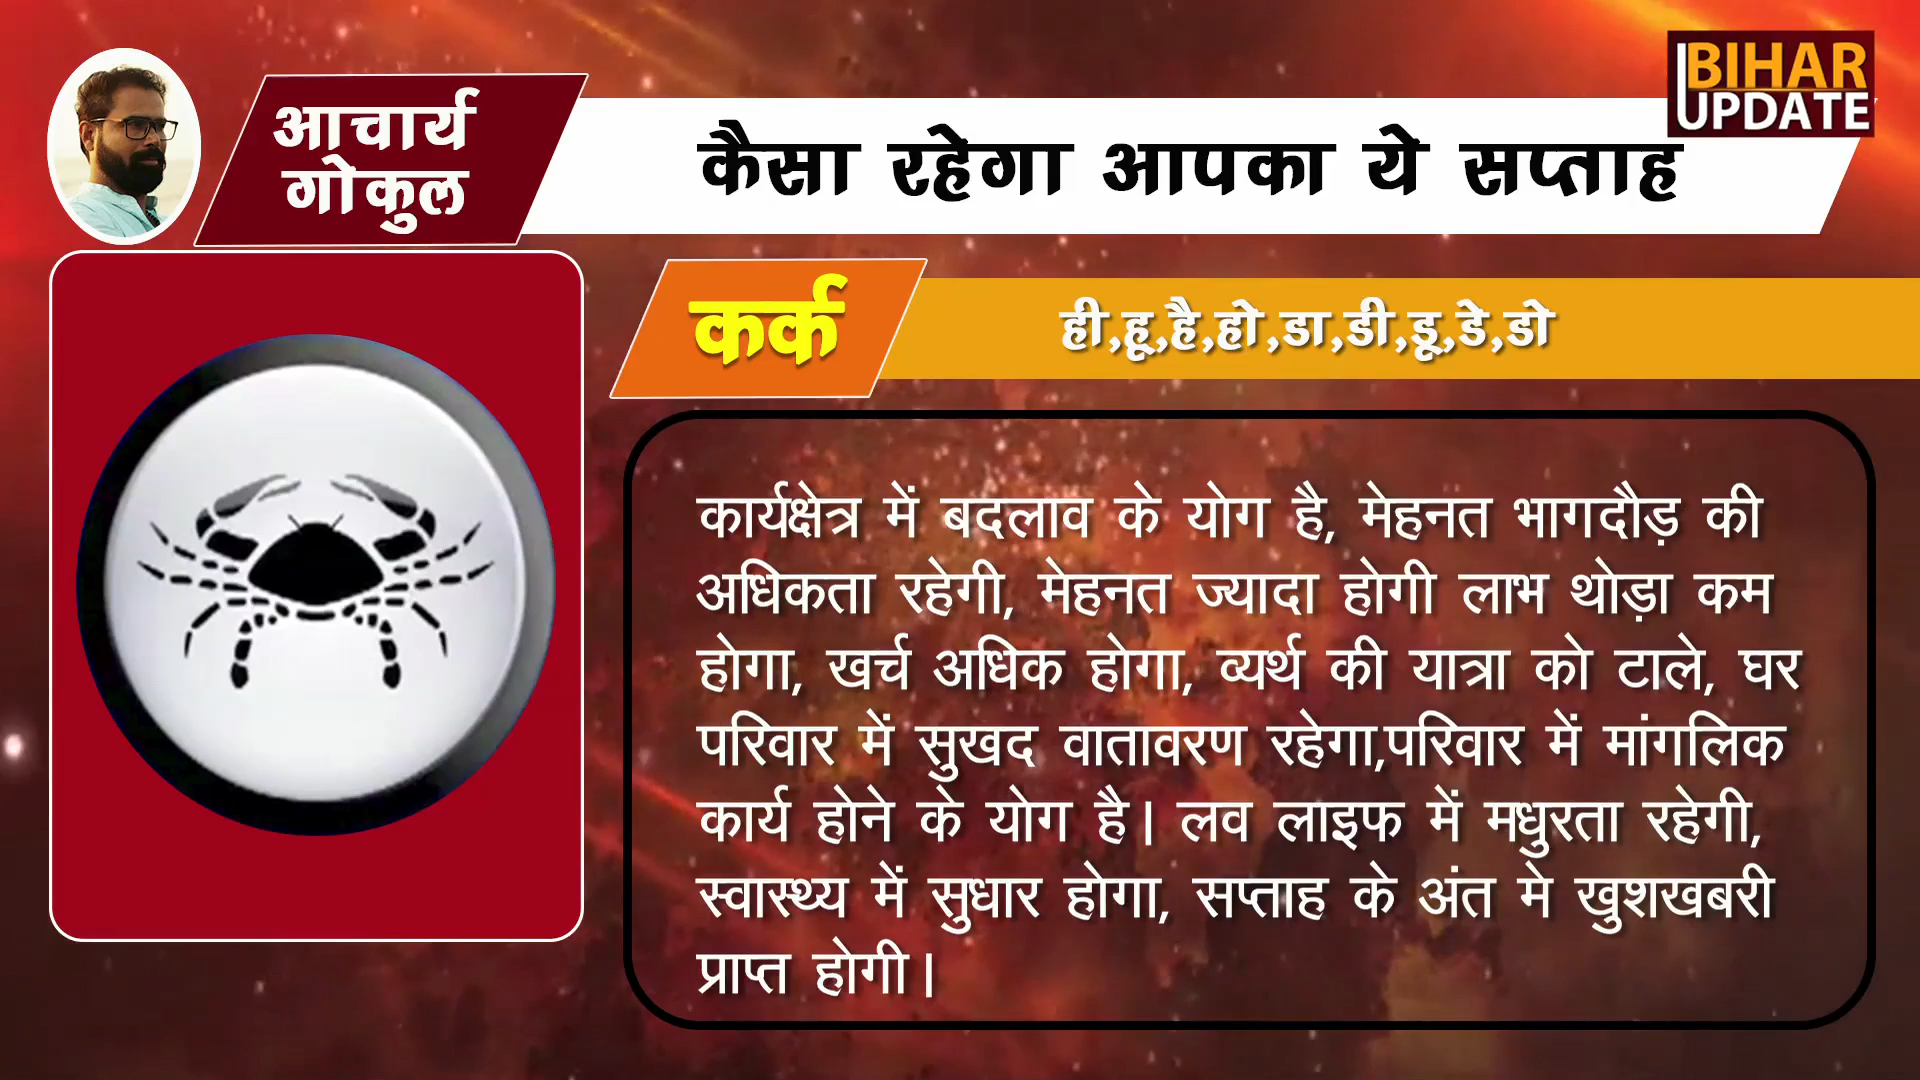 आचार्य
गोकुल
कैसा रहेगा आपका ये सप्ताह
BIHAR
UPDATE
कर्क
ही,हू,है,हो,डा,डी,डू,डे,डो
कार्यक्षेत्र में बदलाव के योग है, मेहनत भागदौड़ की
अधिकता रहेगी, मेहनत ज्यादा होगी लाभ थोड़ा कम
होगा, खर्च अधिक होगा, व्यर्थ की यात्रा को टाले, घर
परिवार में सुखद वातावरण रहेगा,परिवार में मांगलिक
कार्य होने के योग है। लव लाइफ में मधुरता रहेगी,
स्वास्थ्य में सुधार होगा, सप्ताह के अंत मे खुशखबरी
प्राप्त होगी।